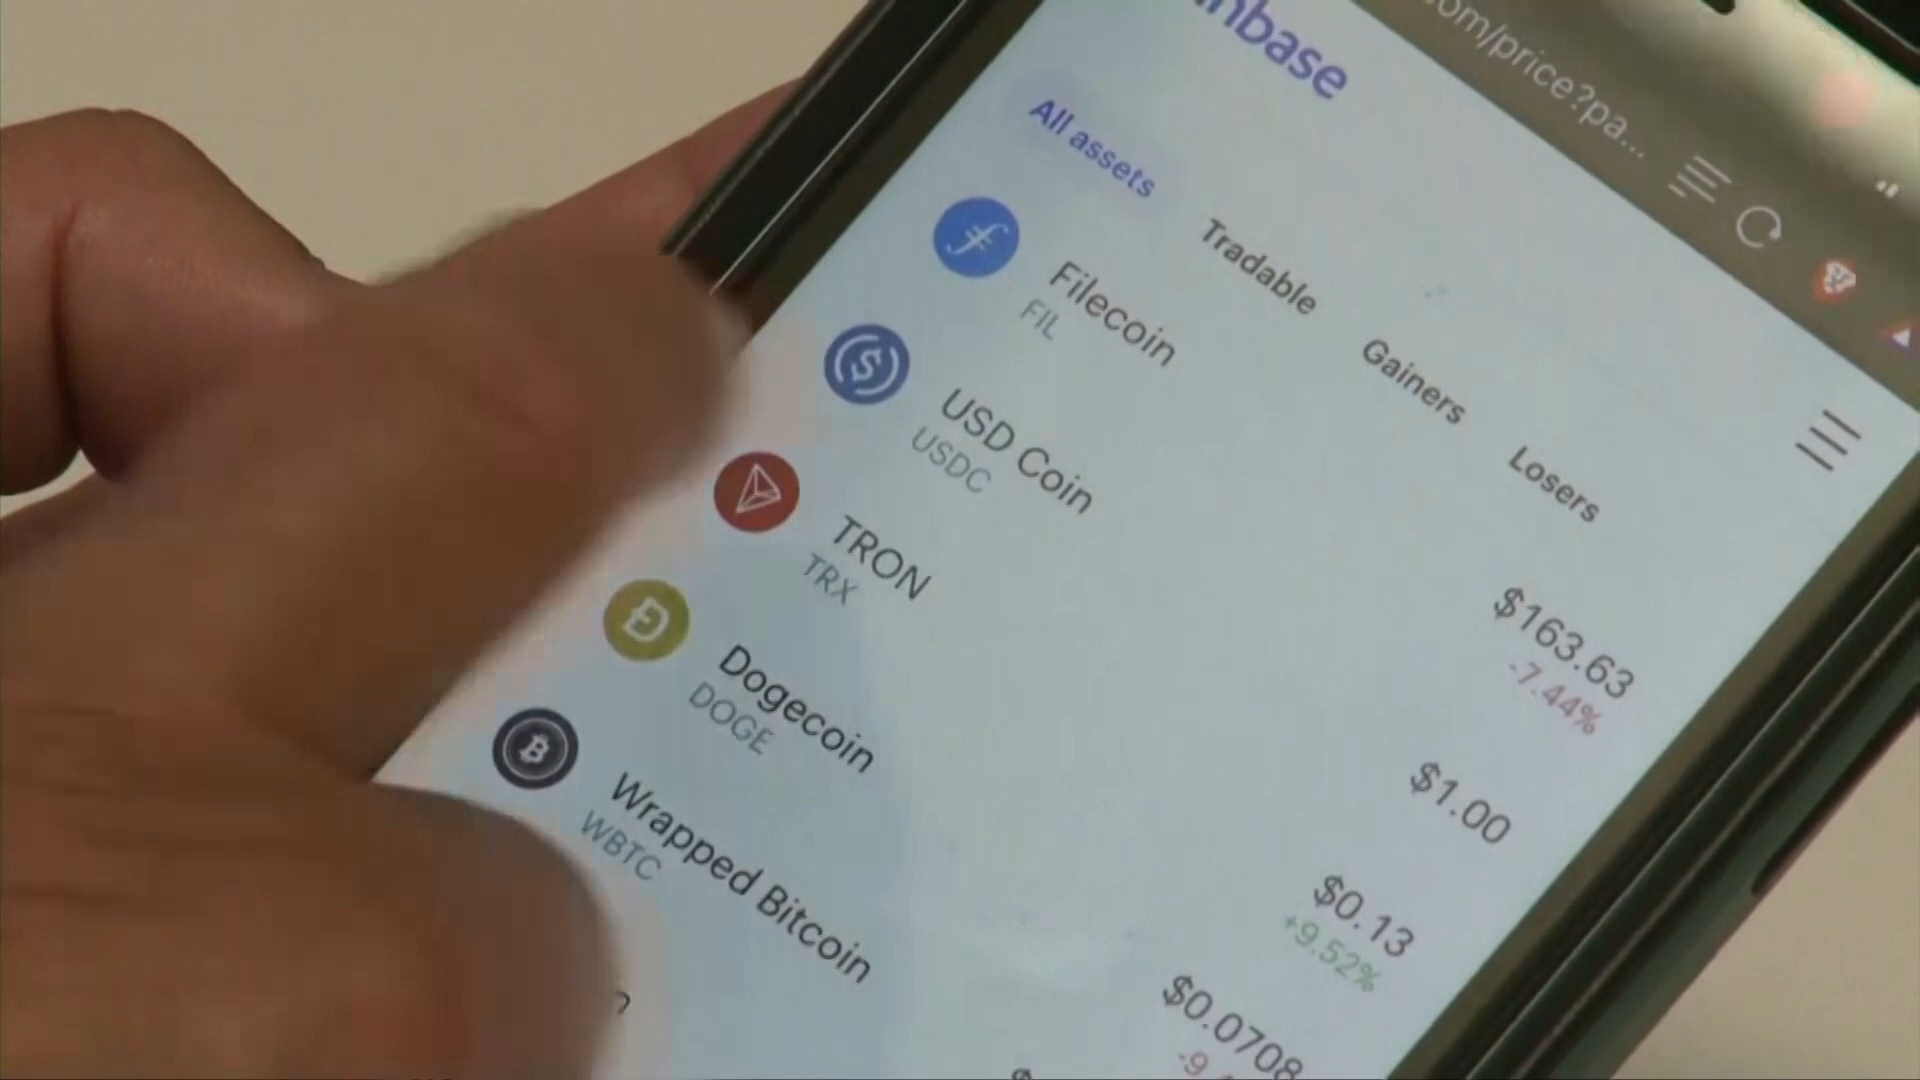 om/price?pa...
nbase
All assets Tradable Gainers Losers
Filecoin $163.63
FIL -7.44%
USD Coin $1.00
USDC
TRON $0.13
TRX +9.52%
Dogecoin $0.0708
DOGE -9.
Wrapped Bitcoin $
WBTC
n